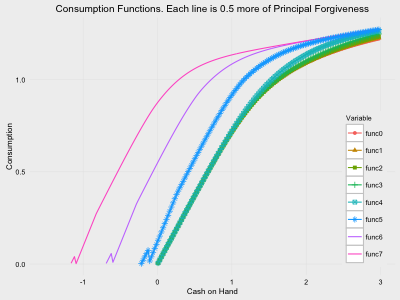 Consumption Functions. Each line is 0.5 more of Principal Forgiveness
Consumption
1.0
0.5
0.0
-1
0
1
2
3
Cash on Hand
Variable
func0
func1
func2
func3
func4
func5
func6
func7